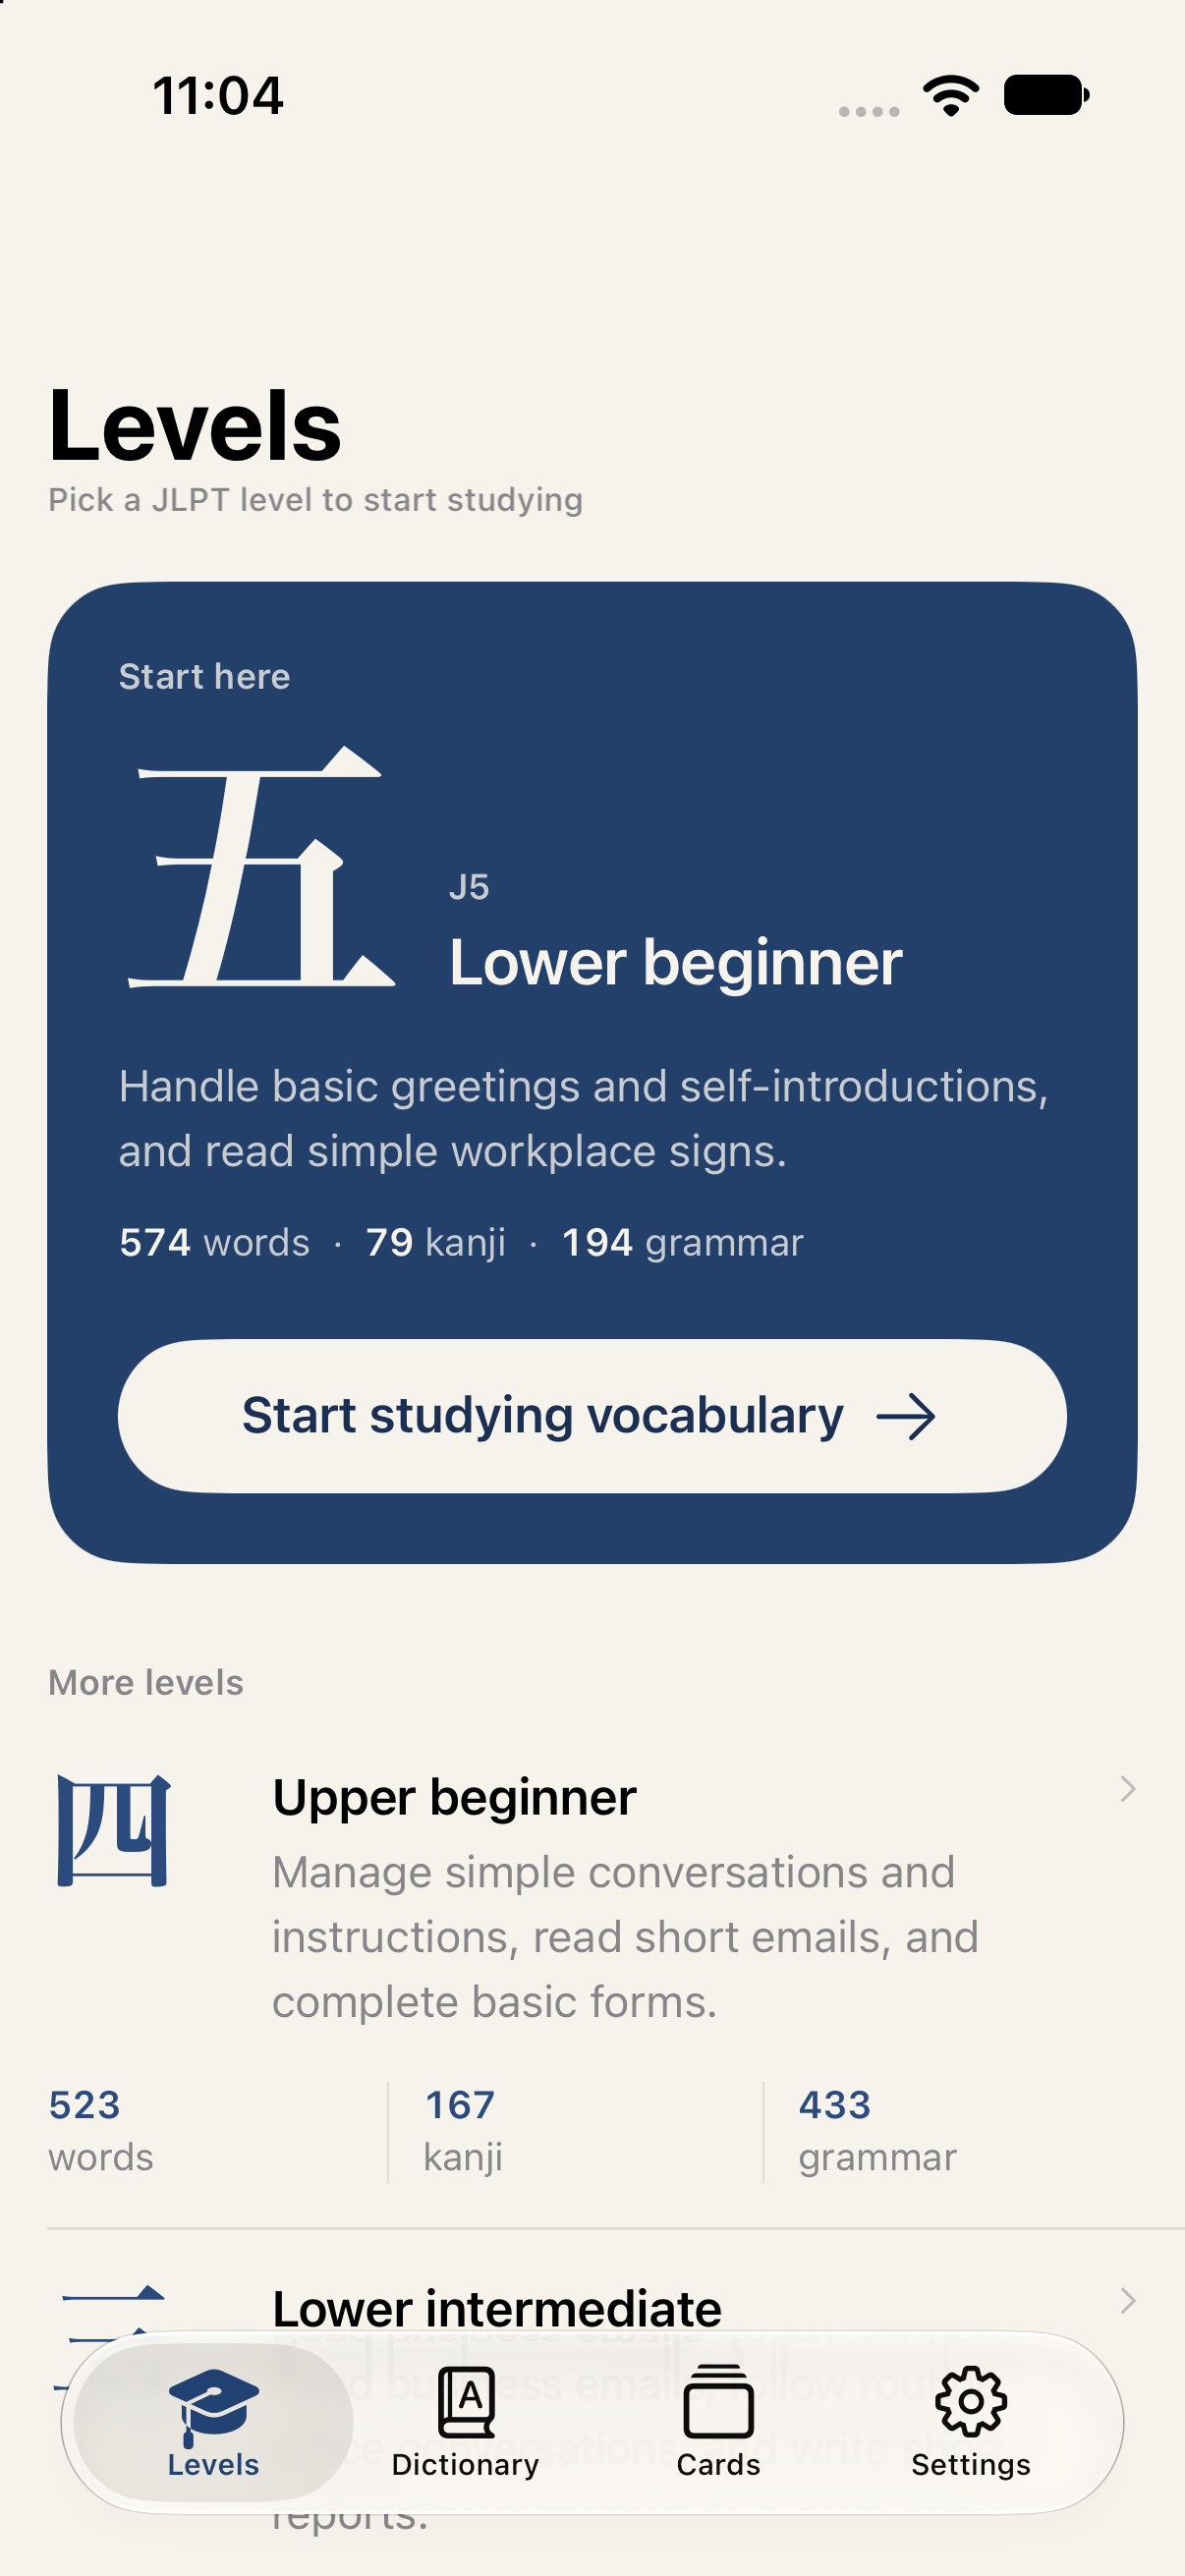 11:04
Levels
Pick a JLPT level to start studying
Start here
五
J5
Lower beginner
Handle basic greetings and self-introductions,
and read simple workplace signs.
574 words · 79 kanji · 194 grammar
Start studying vocabulary →
More levels
四
Upper beginner
Manage simple conversations and
instructions, read short emails, and
complete basic forms.
523
words
167
kanji
433
grammar
Lower intermediate
reports.
Levels
Dictionary
Cards
Settings